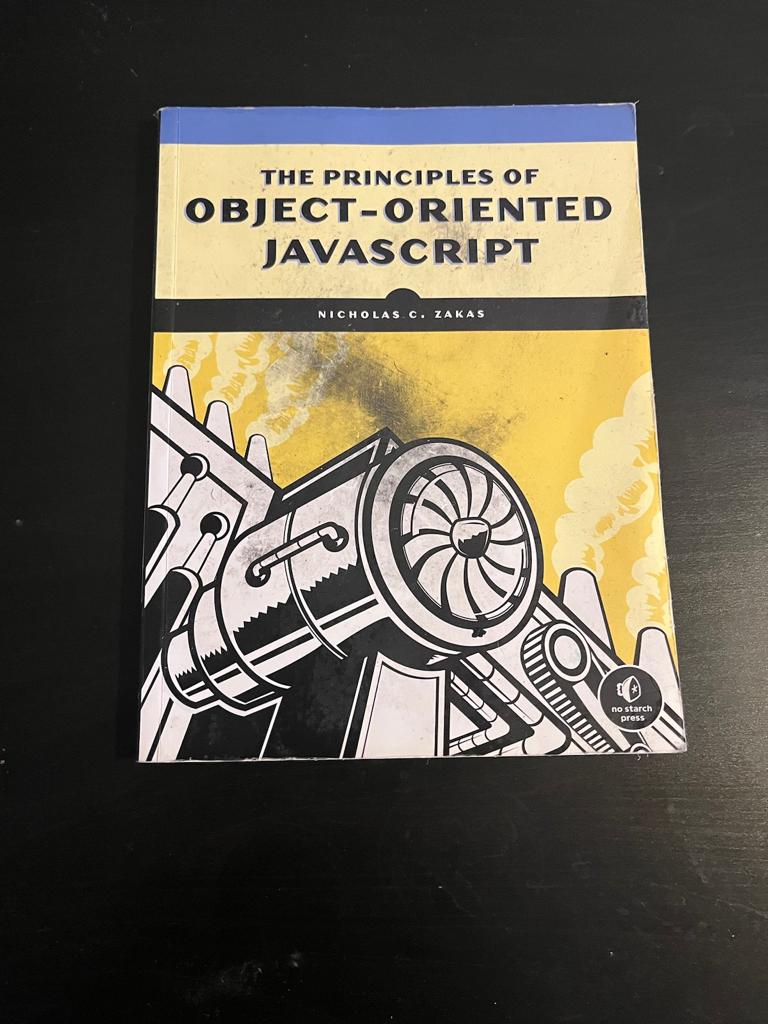 THE PRINCIPLES OF
OBJECT-ORIENTED
JAVASCRIPT
NICHOLAS C. ZAKAS
no starch
press